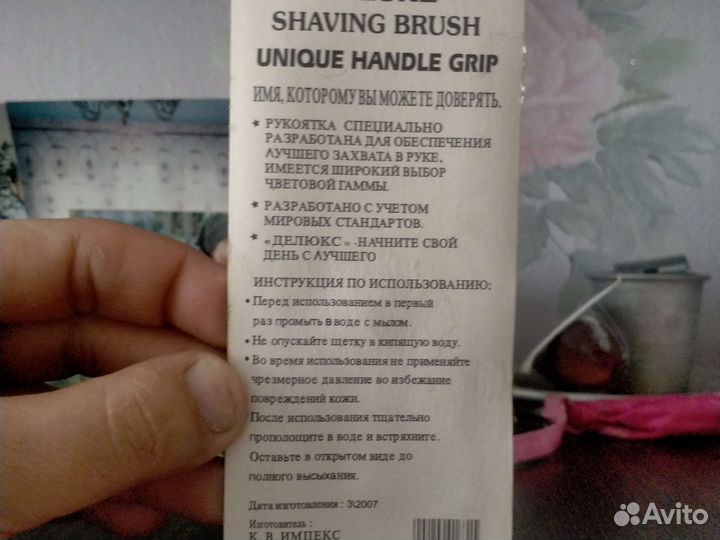 SHAVING BRUSH
UNIQUE HANDLE GRIP
ИМЯ, КОТОРОМУ ВЫ МОЖЕТЕ ДОВЕРЯТЬ.
★ РУКОЯТКА СПЕЦИАЛЬНО
РАЗРАБОТАНА ДЛЯ ОБЕСПЕЧЕНИЯ
ЛУЧШЕГО ЗАХВАТА В РУКЕ,
ИМЕЕТСЯ ШИРОКИЙ ВЫБОР
ЧВЕТОВОЙ ГАММЫ.
★ РАЗРАБОТАНО С УЧЕТОМ
МИРОВЫХ СТАНДАРТОВ.
★ «ДЕЛЮКС» -НАЧНИТЕ СВОЙ
ДЕНЬ С ЛУЧШЕГО
ИНСТРУКЦИЯ ПО ИСПОЛЬЗОВАНИЮ:
• Перед использованием в первый
раз промыть в воде с мылом.
• Не опускайте щетку в кипящую воду.
• Во время использования не применяйте
чрезмерное давление во избежание
повреждений кожи.
• После использования тщательно
прополощите в воде и встряхните.
Оставьте в открытом виде до
полного высыхания.
Дата изготовления : 3\2007
Изготовитель :
К. В. ИМПЕКС
Avito